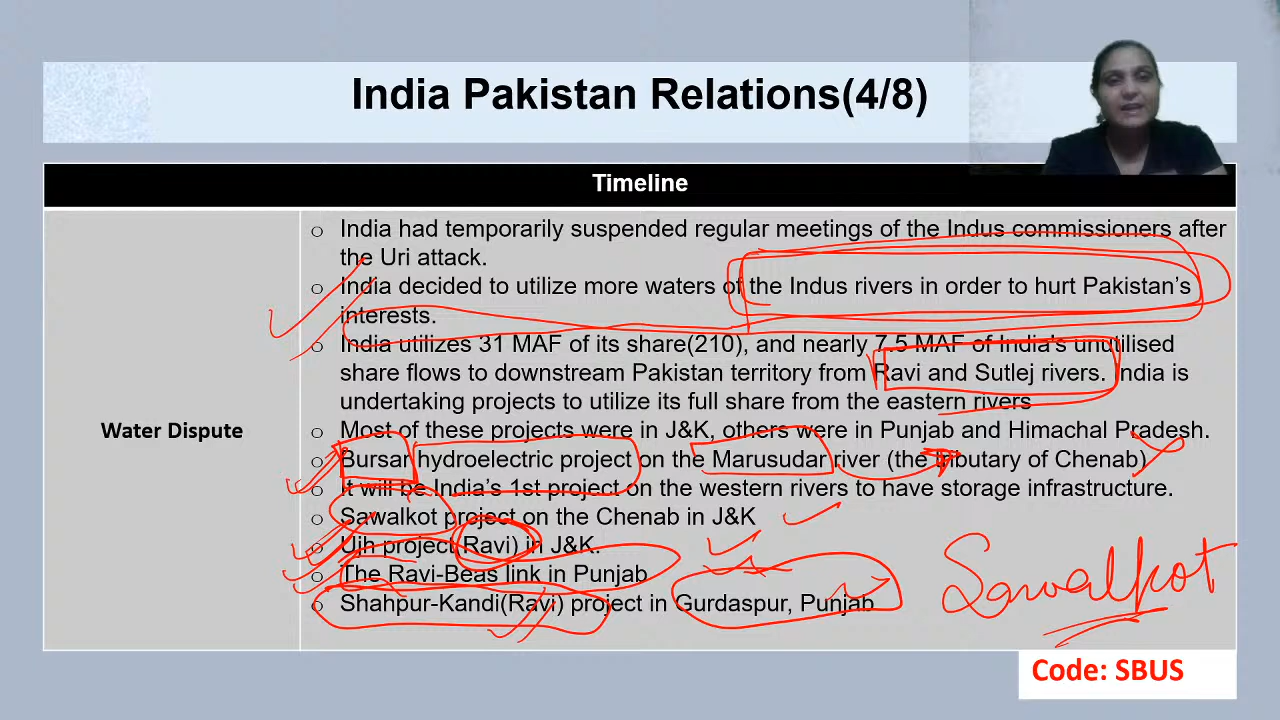 India Pakistan Relations(4/8)
Timeline
Water Dispute
o India had temporarily suspended regular meetings of the Indus commissioners after
the Uri attack.
o India decided to utilize more waters of the Indus rivers in order to hurt Pakistan's
interests.
o India utilizes 31 MAF of its share(210), and nearly 7.5 MAF of India's unutilised
share flows to downstream Pakistan territory from Ravi and Sutlej rivers. India is
undertaking projects to utilize its full share from the eastern rivers
o Most of these projects were in J&K, others were in Punjab and Himachal Pradesh.
o Bursar hydroelectric project on the Marusudar river (the tributary of Chenab)
o It will be India's 1st project on the western rivers to have storage infrastructure.
o Sawalkot project on the Chenab in J&K
o Ujh project(Ravi) in J&K.
o The Ravi-Beas link in Punjab
o Shahpur-Kandi(Ravi) project in Gurdaspur, Punjab
Sawalkot
Code: SBUS